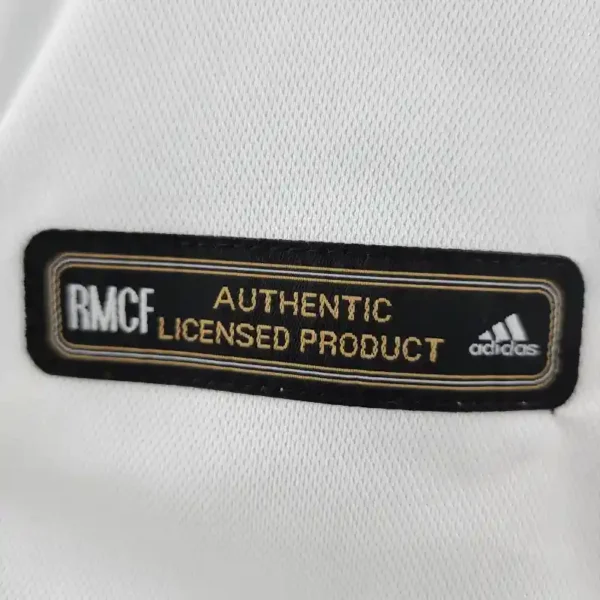 RMCF
AUTHENTIC
LICENSED PRODUCT
adidas